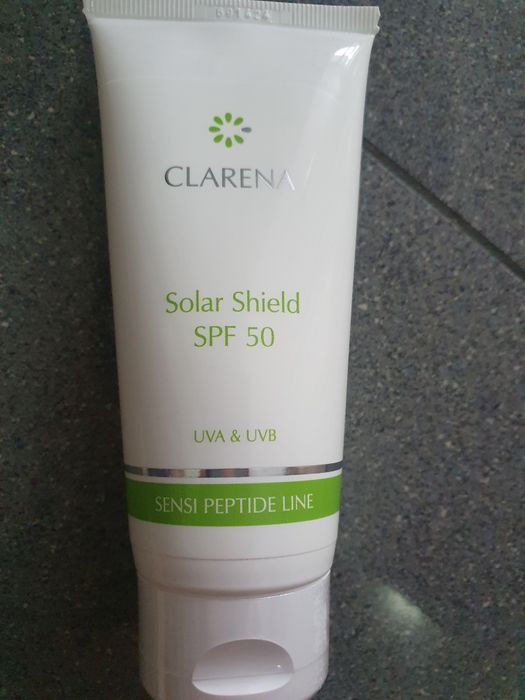 CLARENA
Solar Shield
SPF 50
UVA & UVB
SENSI PEPTIDE LINE